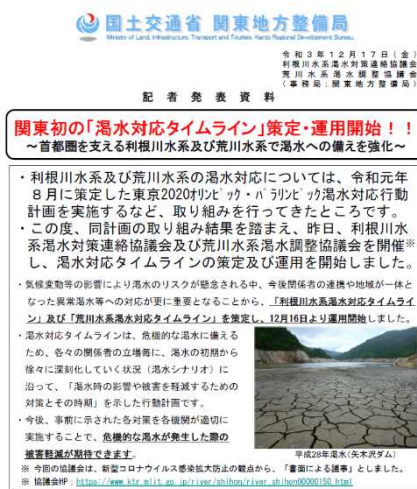 国土交通省 関東地方整備局
Ministry of Land, Infrastructure, Transport and Tourism Kanto Regional Development Bureau
令和3年12月17日(金)
利根川水系渇水対策連絡協議会
荒川水系渇水調整協議会
(事務局:関東地方整備局)
記者発表資料
関東初の「渇水対応タイムライン」策定・運用開始!!
~首都圏を支える利根川水系及び荒川水系で渇水への備えを強化~
・利根川水系及び荒川水系の渇水対応については、令和元年
8月に策定した東京2020オリンピック・パラリンピック渇水対応行動
計画を実施するなど、取り組みを行ってきたところです。
・この度、同計画の取り組み結果を踏まえ、昨日、利根川水
系渇水対策連絡協議会及び荒川水系渇水調整協議会を開催※
し、渇水対応タイムラインの策定及び運用を開始しました。
・気候変動等の影響により渇水のリスクが懸念される中、今後関係者の連携や地域が一体と
なった異常渇水等への対応が更に重要となることから、「利根川水系渇水対応タイムライ
ン」及び「荒川水系渇水対応タイムライン」を策定し、12月16日より運用開始しました。
・渇水対応タイムラインは、危機的な渇水に備える
ため、各々の関係者の立場毎に、渇水の初期から
徐々に深刻化していく状況(渇水シナリオ)に
沿って、「渇水時の影響や被害を軽減するための
対策とその時期」を示した行動計画です。
・今後、事前に示された各対策を各機関が適切に
実施することで、危機的な渇水が発生した際の
被害軽減が期待できます。
平成28年渇水(矢木沢ダム)
※ 今回の協議会は、新型コロナウイルス感染拡大防止の観点から、「書面による議事」としました。
※ 協議会HP:https://www.ktr.mlit.go.jp/river/shihon/river_shihon00000150.html